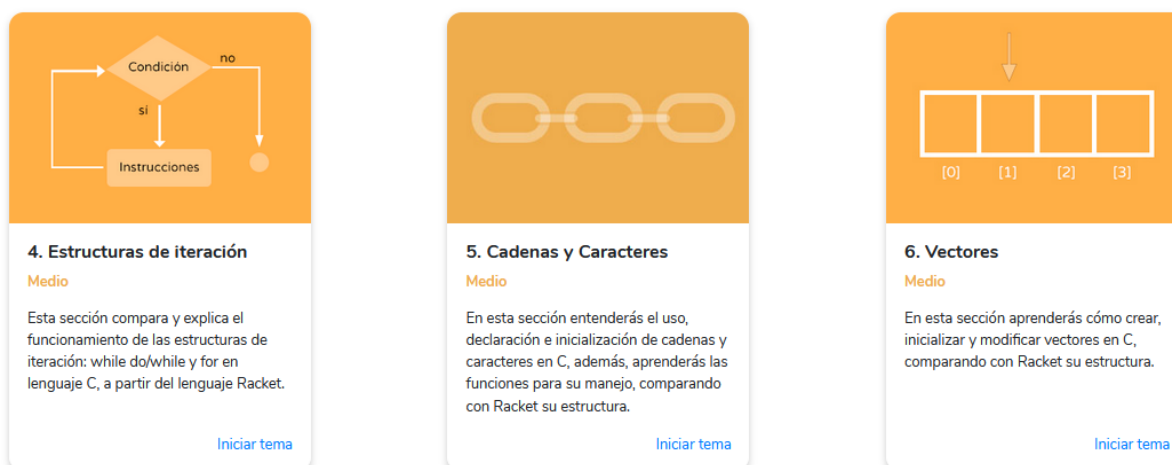 Condición
no
si
Instrucciones
4. Estructuras de iteración
Medio
Esta sección compara y explica el
funcionamiento de las estructuras de
iteración: while do/while y for en
lenguaje C, a partir del lenguaje Racket.
Iniciar tema
5. Cadenas y Caracteres
Medio
En esta sección entenderás el uso,
declaración e inicialización de cadenas y
caracteres en C, además, aprenderás las
funciones para su manejo, comparando
con Racket su estructura.
Iniciar tema
[0] [1] [2] [3]
6. Vectores
Medio
En esta sección aprenderás cómo crear,
inicializar y modificar vectores en C,
comparando con Racket su estructura.
Iniciar tema